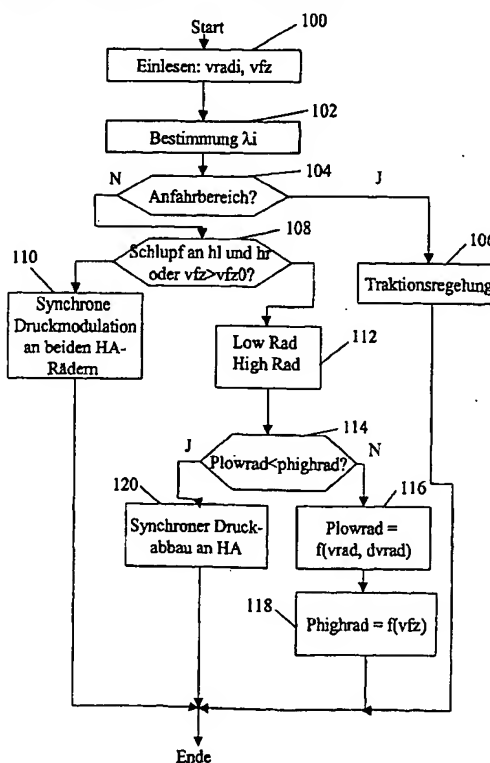 100
Start
Einlesen: vradi, vfz
102
Bestimmung λi
104
N
J
Anfahrbereich?
108
106
Schlupf an hl und hr
oder vfz>vfz0?
110
Traktionsregelung
Synchrone
Druckmodulation
an beiden HA-
Rädern
Low Rad
High Rad
112
114
J
N
Plowrad<phighrad?
120
116
Synchroner Druck-
abbau an HA
Plowrad =
f(vrad, dvrad)
118
Phighrad = f(vfz)
Ende